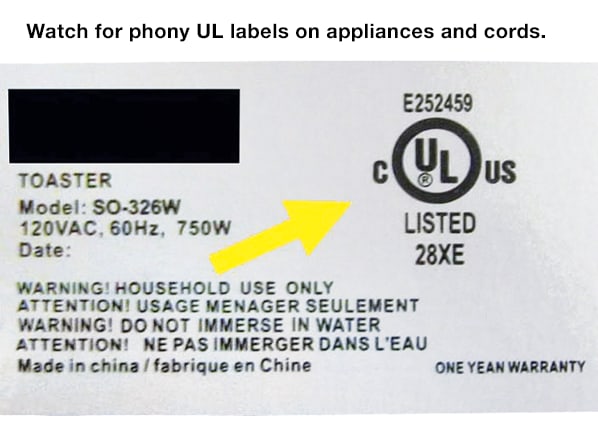 Watch for phony UL labels on appliances and cords.
E252459
C UL® US
LISTED
28XE
TOASTER
Model: SO-326W
120VAC, 60Hz, 750W
Date:
WARNING! HOUSEHOLD USE ONLY
ATTENTION! USAGE MENAGER SEULEMENT
WARNING! DO NOT IMMERSE IN WATER
ATTENTION! NE PAS IMMERGER DANS L'EAU
Made in china / fabrique en Chine
ONE YEAN WARRANTY